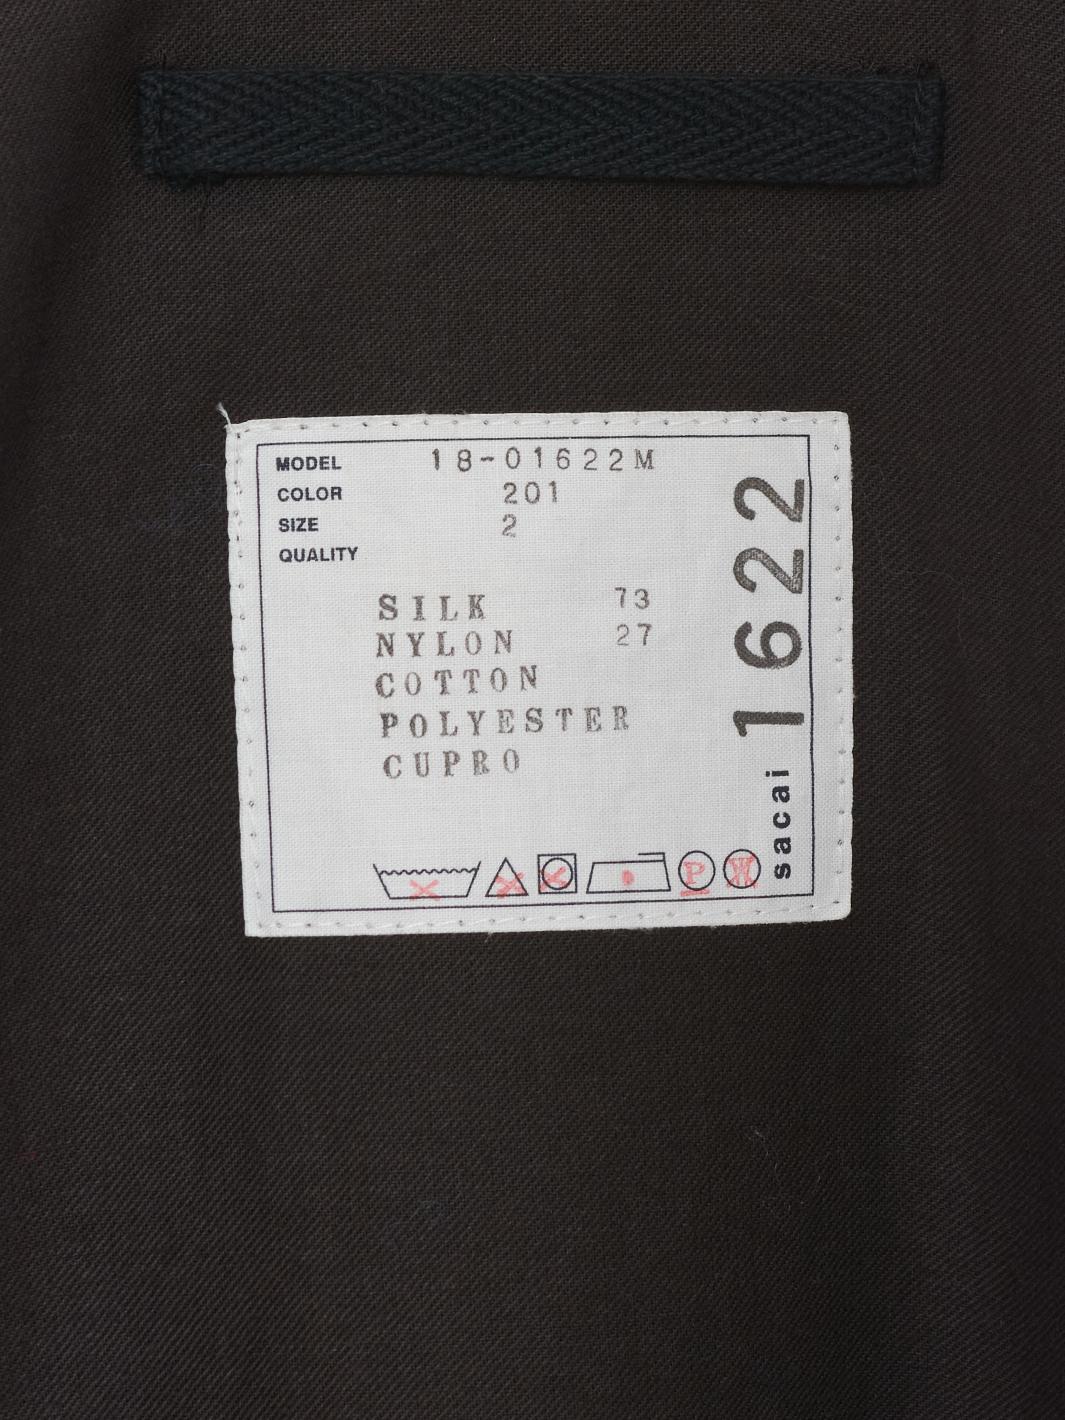 MODEL 18-01622M
COLOR 201
SIZE 2
QUALITY
SILK 73
NYLON 27
COTTON
POLYESTER
CUPRO
P
W
sacai 1622